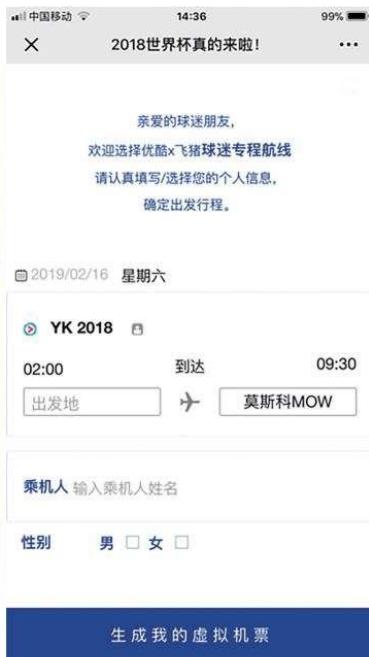 中国移动 14:36 99%
2018世界杯真的来啦！
亲爱的球迷朋友，
欢迎选择优酷x飞猪球迷专程航线
请认真填写/选择您的个人信息，
确定出发行程。
2019/02/16 星期六
YK 2018
02:00 到达 09:30
出发地 莫斯科MOW
乘机人 输入乘机人姓名
性别 男 女
生成我的虚拟机票